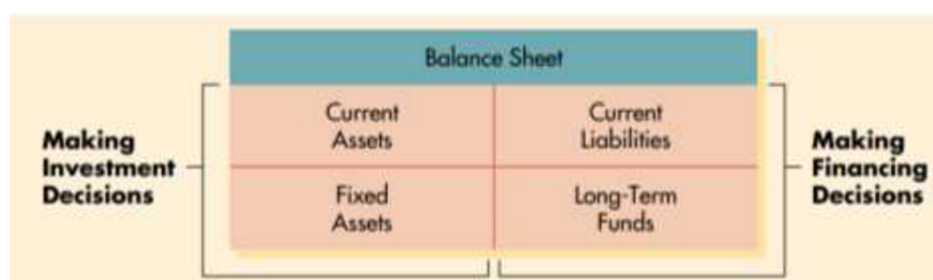 Balance Sheet
Current
Assets
Current
Liabilities
Making
Investment
Decisions
Making
Financing
Decisions
Fixed
Assets
Long-Term
Funds